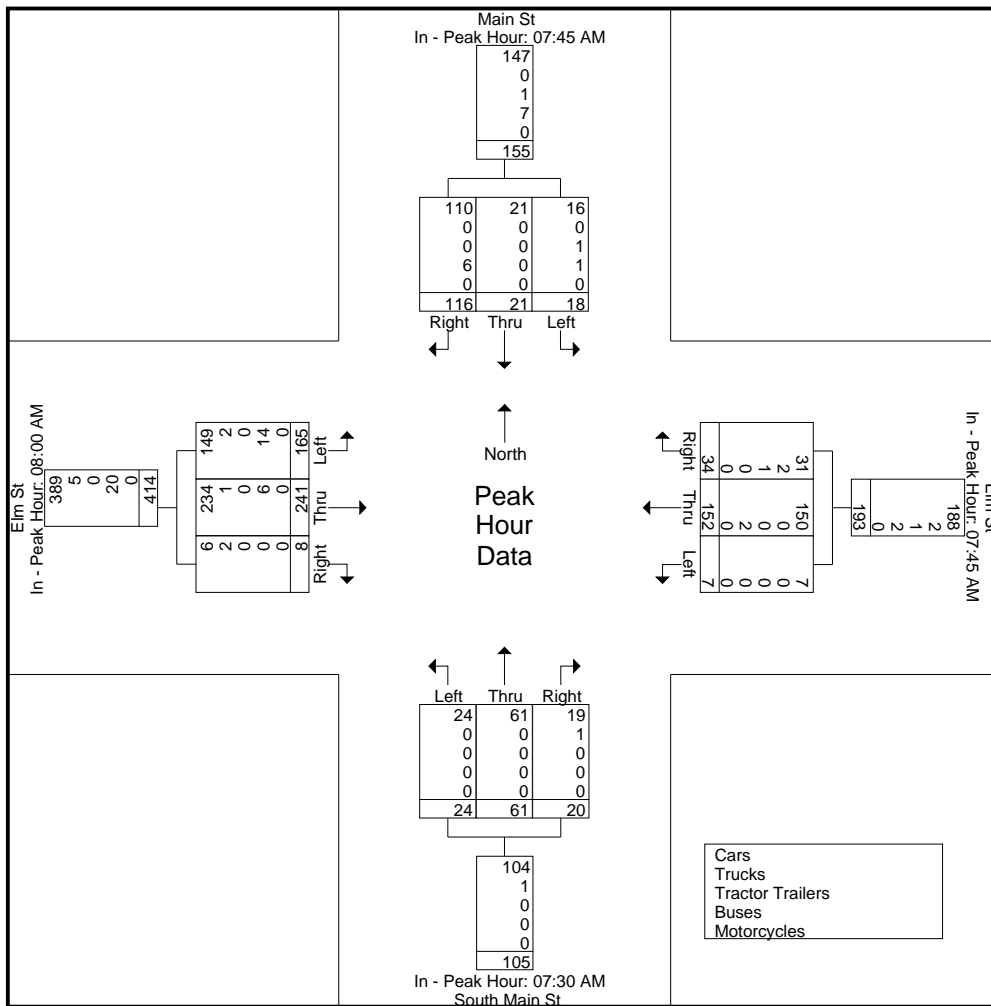 Main St
In - Peak Hour: 07:45 AM
147
0
1
7
0
155
110 21 16
0 0 0
0 0 1
6 0 1
0 0 0
116 21 18
Right Thru Left
Elm St
In - Peak Hour: 08:00 AM
389
5
0
20
0
414
149 2 0 14 0 165 Left
234 1 0 6 0 241 Thru
6 2 0 0 0 8 Right
North
Peak
Hour
Data
Right 34 0 0 1 2 31
Thru 152 0 2 0 0 150
Left 7 0 0 0 0 7
188
2
1
2
0
193
Elm St
In - Peak Hour: 07:45 AM
Left Thru Right
24 61 19
0 0 1
0 0 0
0 0 0
0 0 0
24 61 20
104
1
0
0
0
105
In - Peak Hour: 07:30 AM
South Main St
Cars
Trucks
Tractor Trailers
Buses
Motorcycles